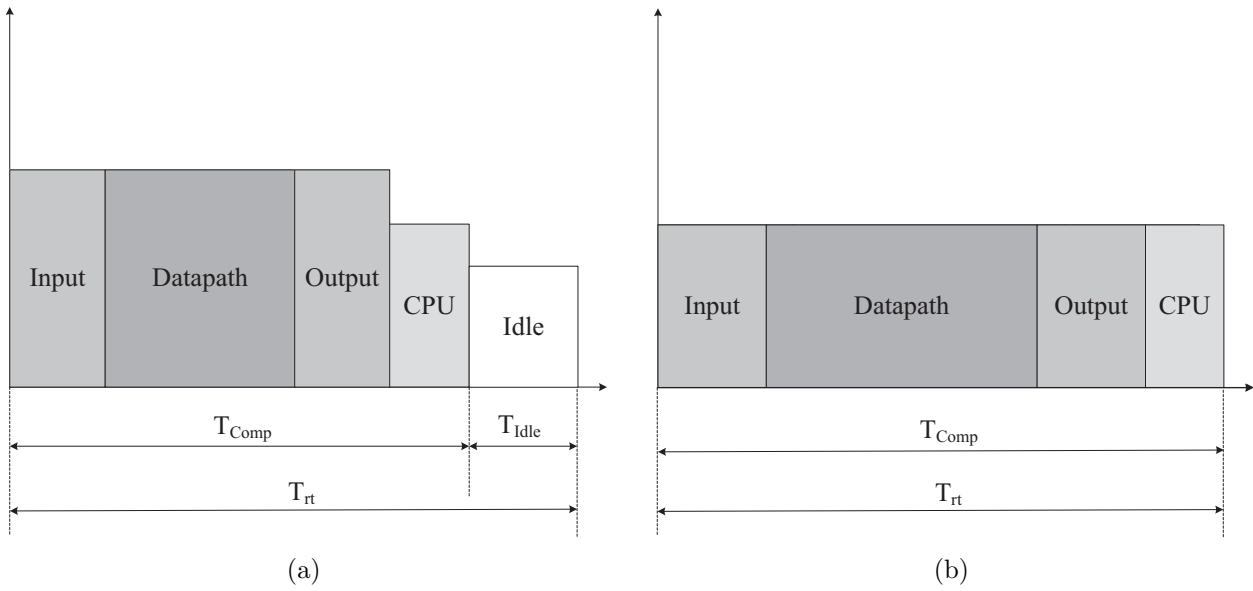 Input
Datapath
Output
CPU
Idle
T_Comp
T_Idle
T_rt
(a)
Input
Datapath
Output
CPU
T_Comp
T_rt
(b)